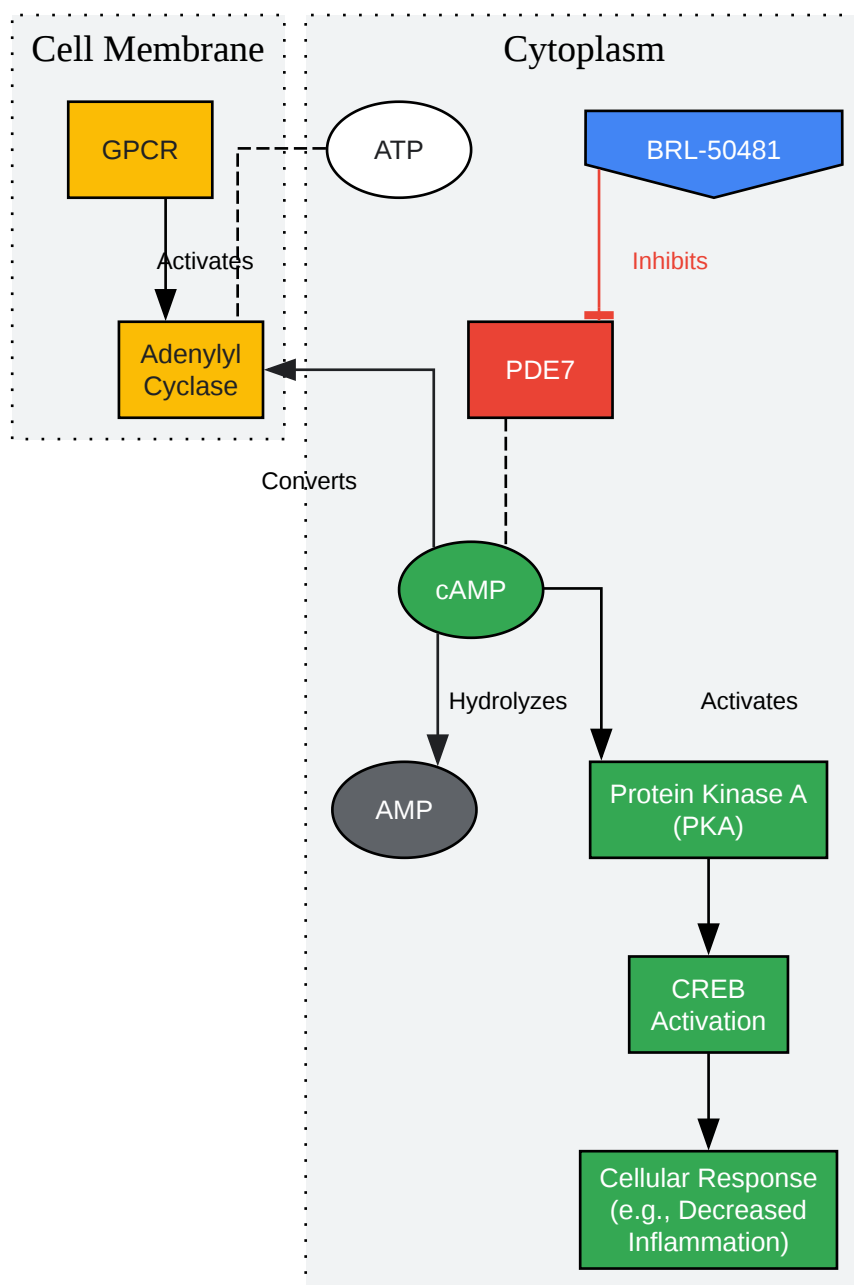 Cell Membrane
Cytoplasm
GPCR
ATP
BRL-50481
Activates
Inhibits
Adenylyl
Cyclase
PDE7
Converts
cAMP
Hydrolyzes
Activates
AMP
Protein Kinase A
(PKA)
CREB
Activation
Cellular Response
(e.g., Decreased
Inflammation)